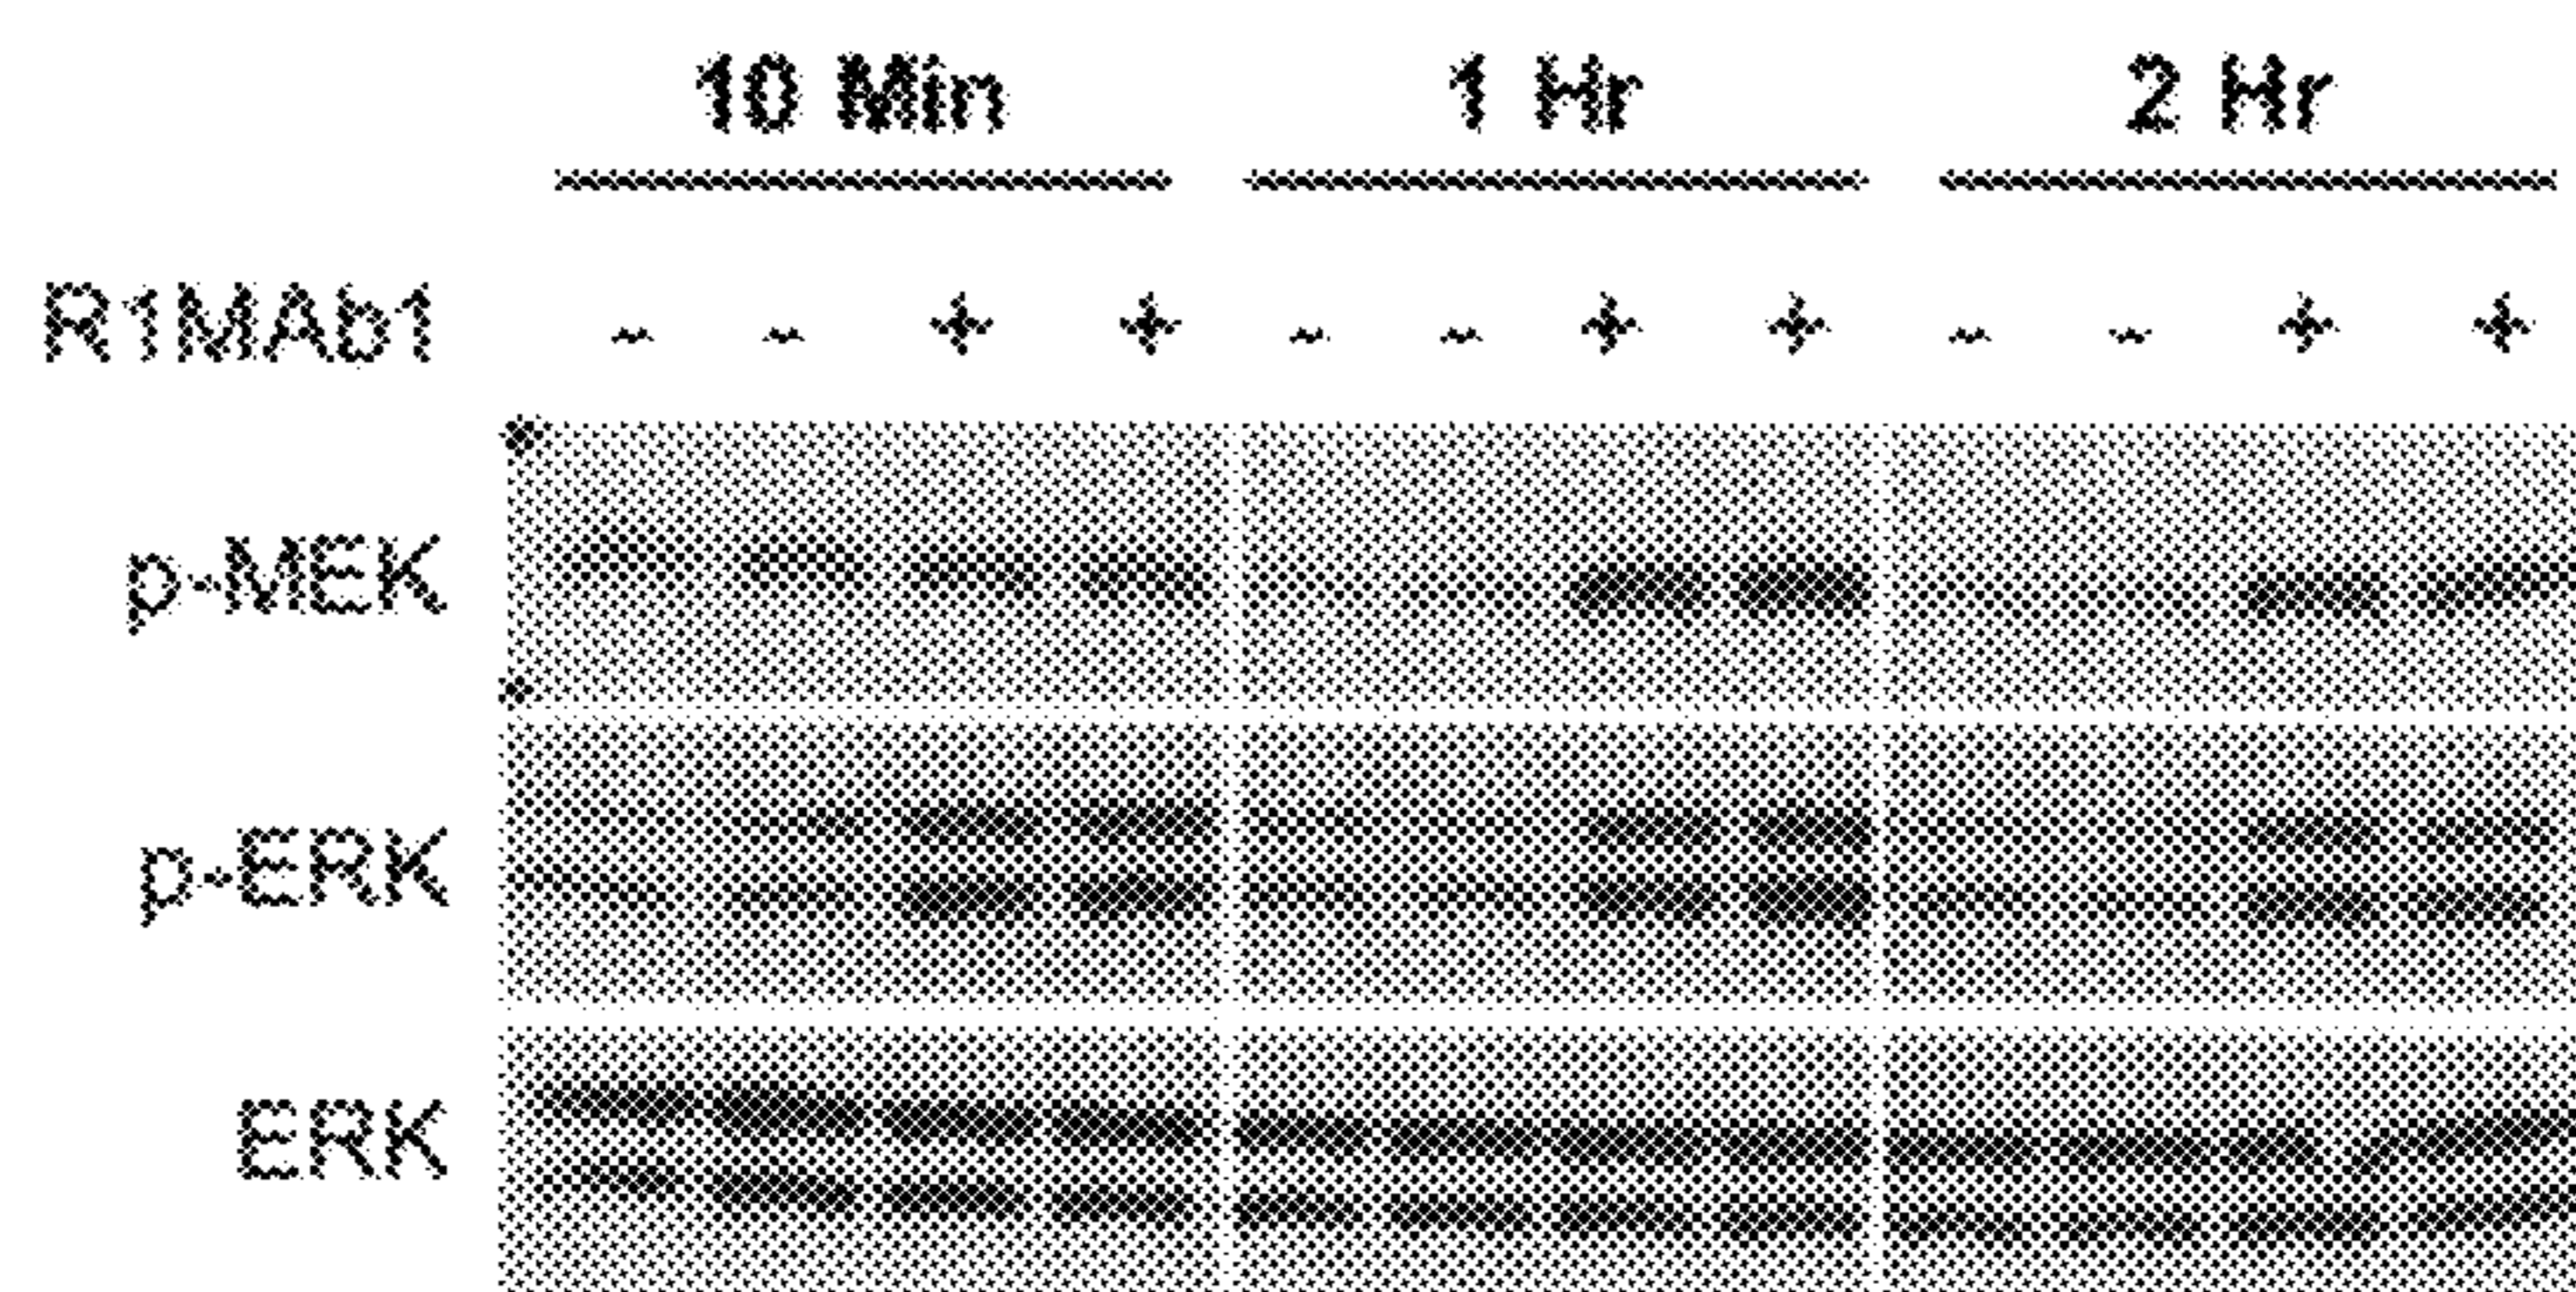 10 Min 1 Hr 2 Hr
R1MAb1 - - + + - - + + - - + +
p-MEK
p-ERK
ERK